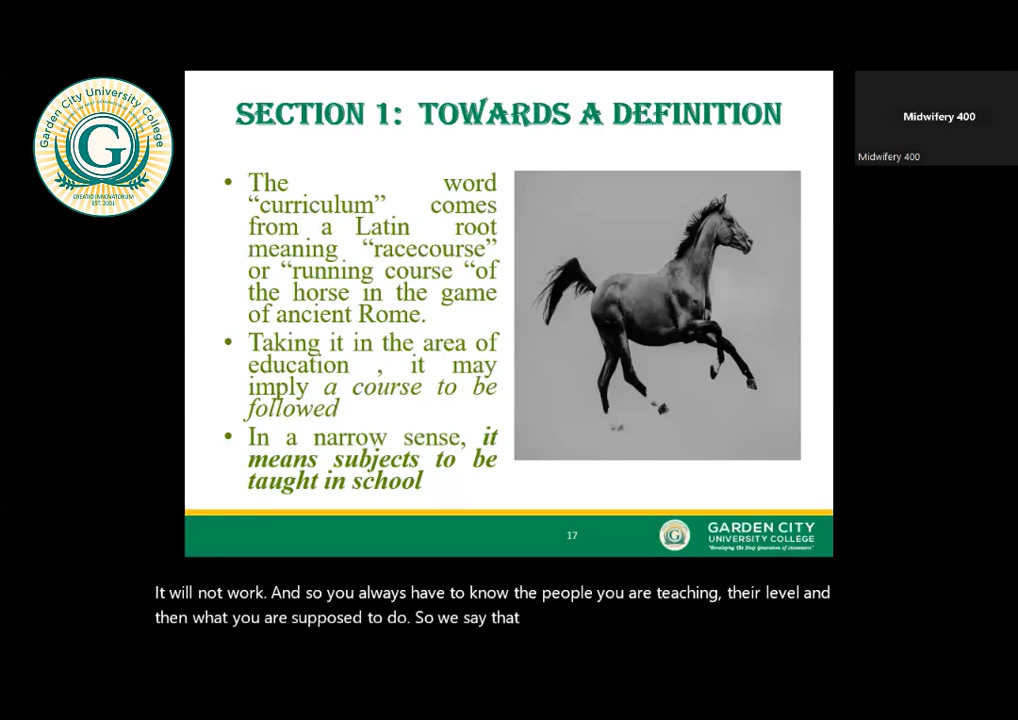 Garden City University College
G
CREATIO INNOVATORUM
EST. 2001
SECTION 1: TOWARDS A DEFINITION
• The word
“curriculum” comes
from a Latin root
meaning “racecourse”
or “running course “of
the horse in the game
of ancient Rome.
• Taking it in the area of
education , it may
imply a course to be
followed
• In a narrow sense, it
means subjects to be
taught in school
17
G
GARDEN CITY
UNIVERSITY COLLEGE
"Developing The Next Generation of Innovators"
Midwifery 400
Midwifery 400
It will not work. And so you always have to know the people you are teaching, their level and
then what you are supposed to do. So we say that